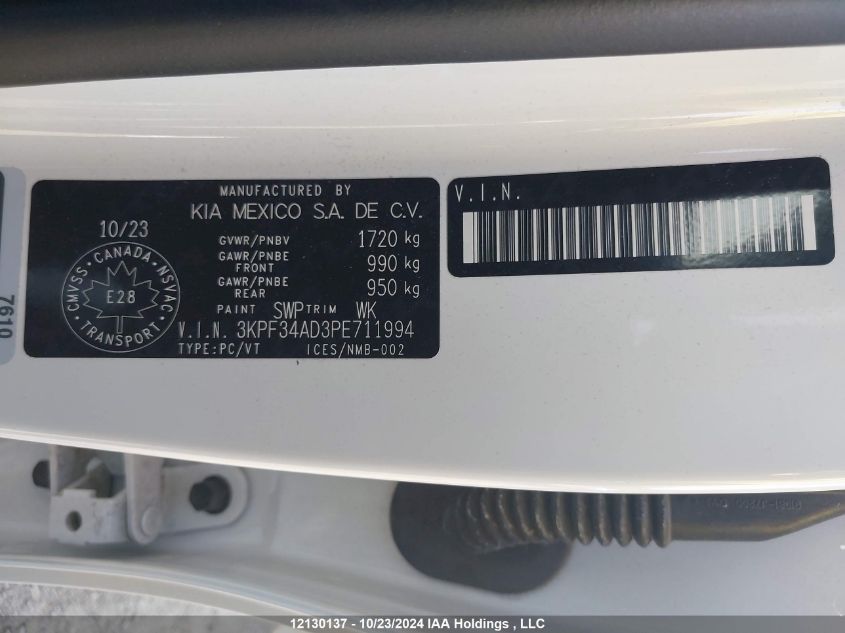 MANUFACTURED BY
KIA MEXICO S.A. DE C.V.
10/23
GVWR/PNBV 1720 kg
GAWR/PNBE FRONT 990 kg
GAWR/PNBE REAR 950 kg
PAINT SWP TRIM WK
V.I.N. 3KPF34AD3PE711994
TYPE:PC/VT ICES/NMB-002
CMVSS · CANADA · NSVAC
E28
TRANSPORT
V.I.N.
7610
12130137 - 10/23/2024 IAA Holdings , LLC